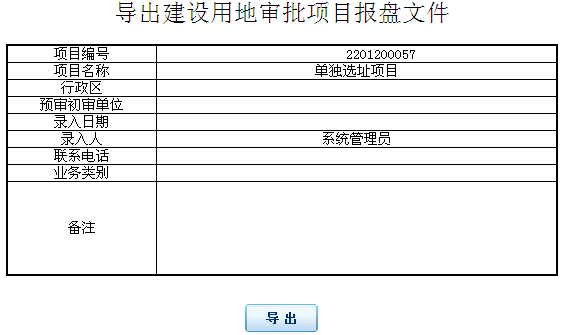 导出建设用地审批项目报盘文件
项目编号 2201200057
项目名称 单独选址项目
行政区
预审初审单位
录入日期
录入人 系统管理员
联系电话
业务类别
备注
导 出